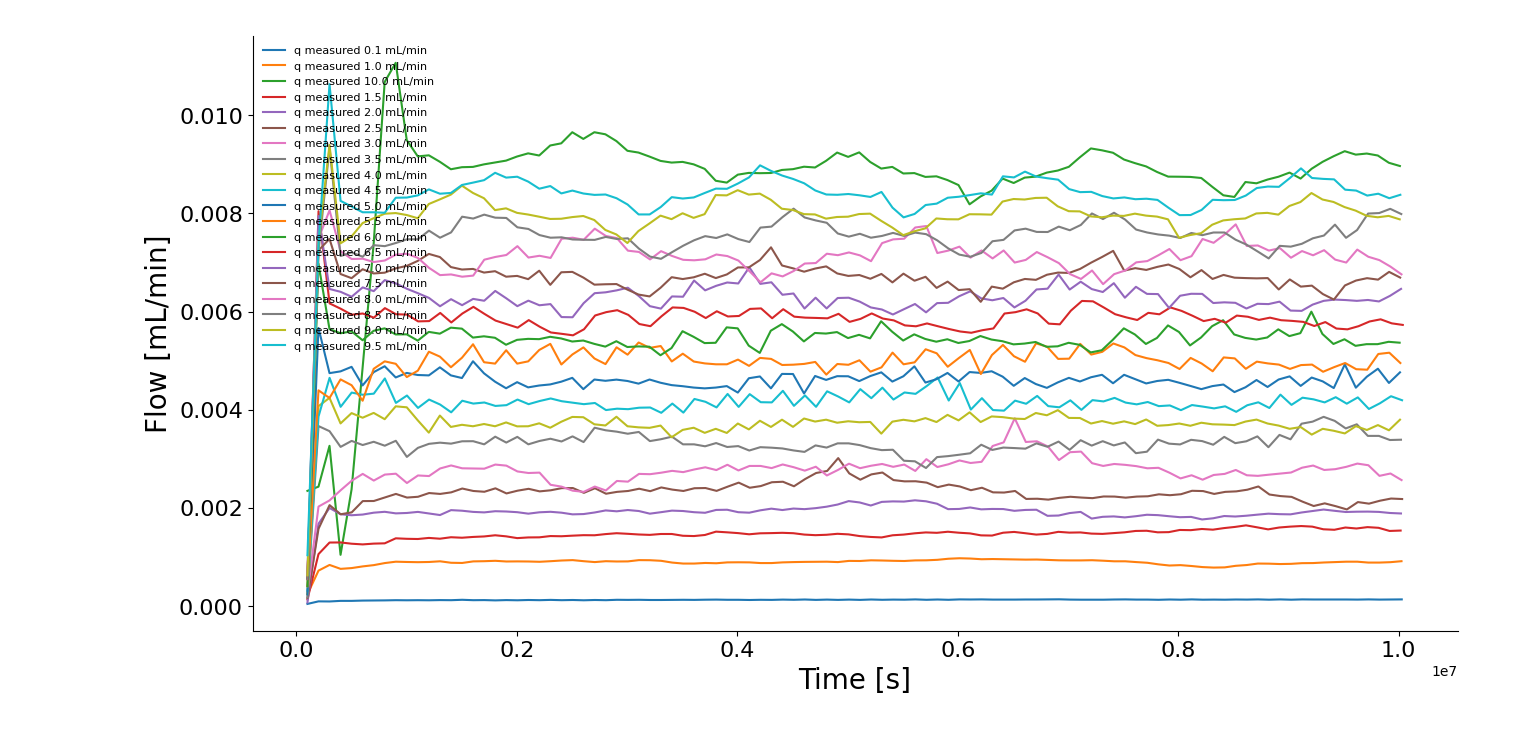 q measured 0.1 mL/min
q measured 1.0 mL/min
q measured 10.0 mL/min
q measured 1.5 mL/min
q measured 2.0 mL/min
q measured 2.5 mL/min
q measured 3.0 mL/min
q measured 3.5 mL/min
q measured 4.0 mL/min
q measured 4.5 mL/min
q measured 5.0 mL/min
q measured 5.5 mL/min
q measured 6.0 mL/min
q measured 6.5 mL/min
q measured 7.0 mL/min
q measured 7.5 mL/min
q measured 8.0 mL/min
q measured 8.5 mL/min
q measured 9.0 mL/min
q measured 9.5 mL/min
0.010
0.008
0.006
0.004
0.002
0.000
Flow [mL/min]
0.0 0.2 0.4 0.6 0.8 1.0
1e7
Time [s]